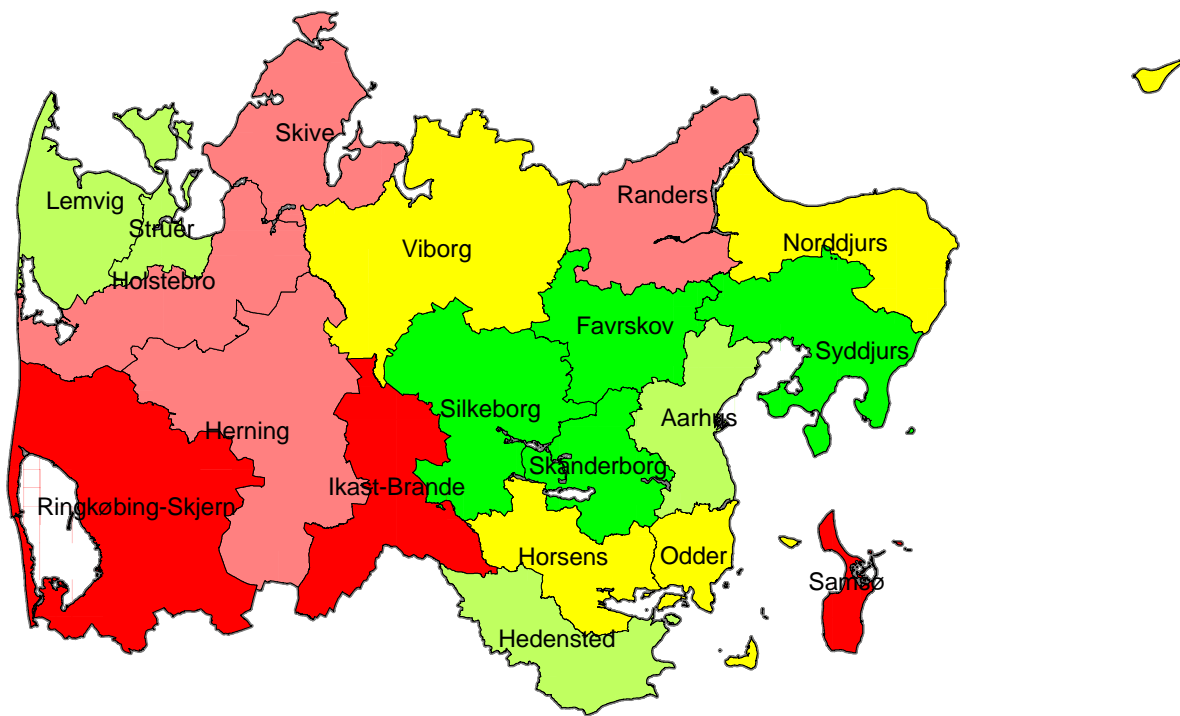 Skive
Lemvig
Randers
Struer
Viborg
Norddjurs
Holstebro
Favrskov
Syddjurs
Silkeborg
Aarhus
Herning
Skanderborg
Ikast-Brande
Ringkøbing-Skjern
Horsens
Odder
Samsø
Hedensted